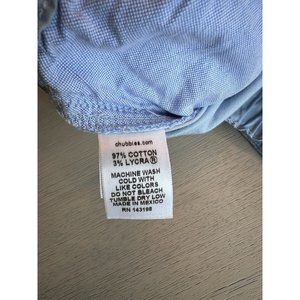 chubbies.com
97% COTTON
3% LYCRA®
MACHINE WASH
COLD WITH
LIKE COLORS
DO NOT BLEACH
TUMBLE DRY LOW
MADE IN MEXICO
RN 143198